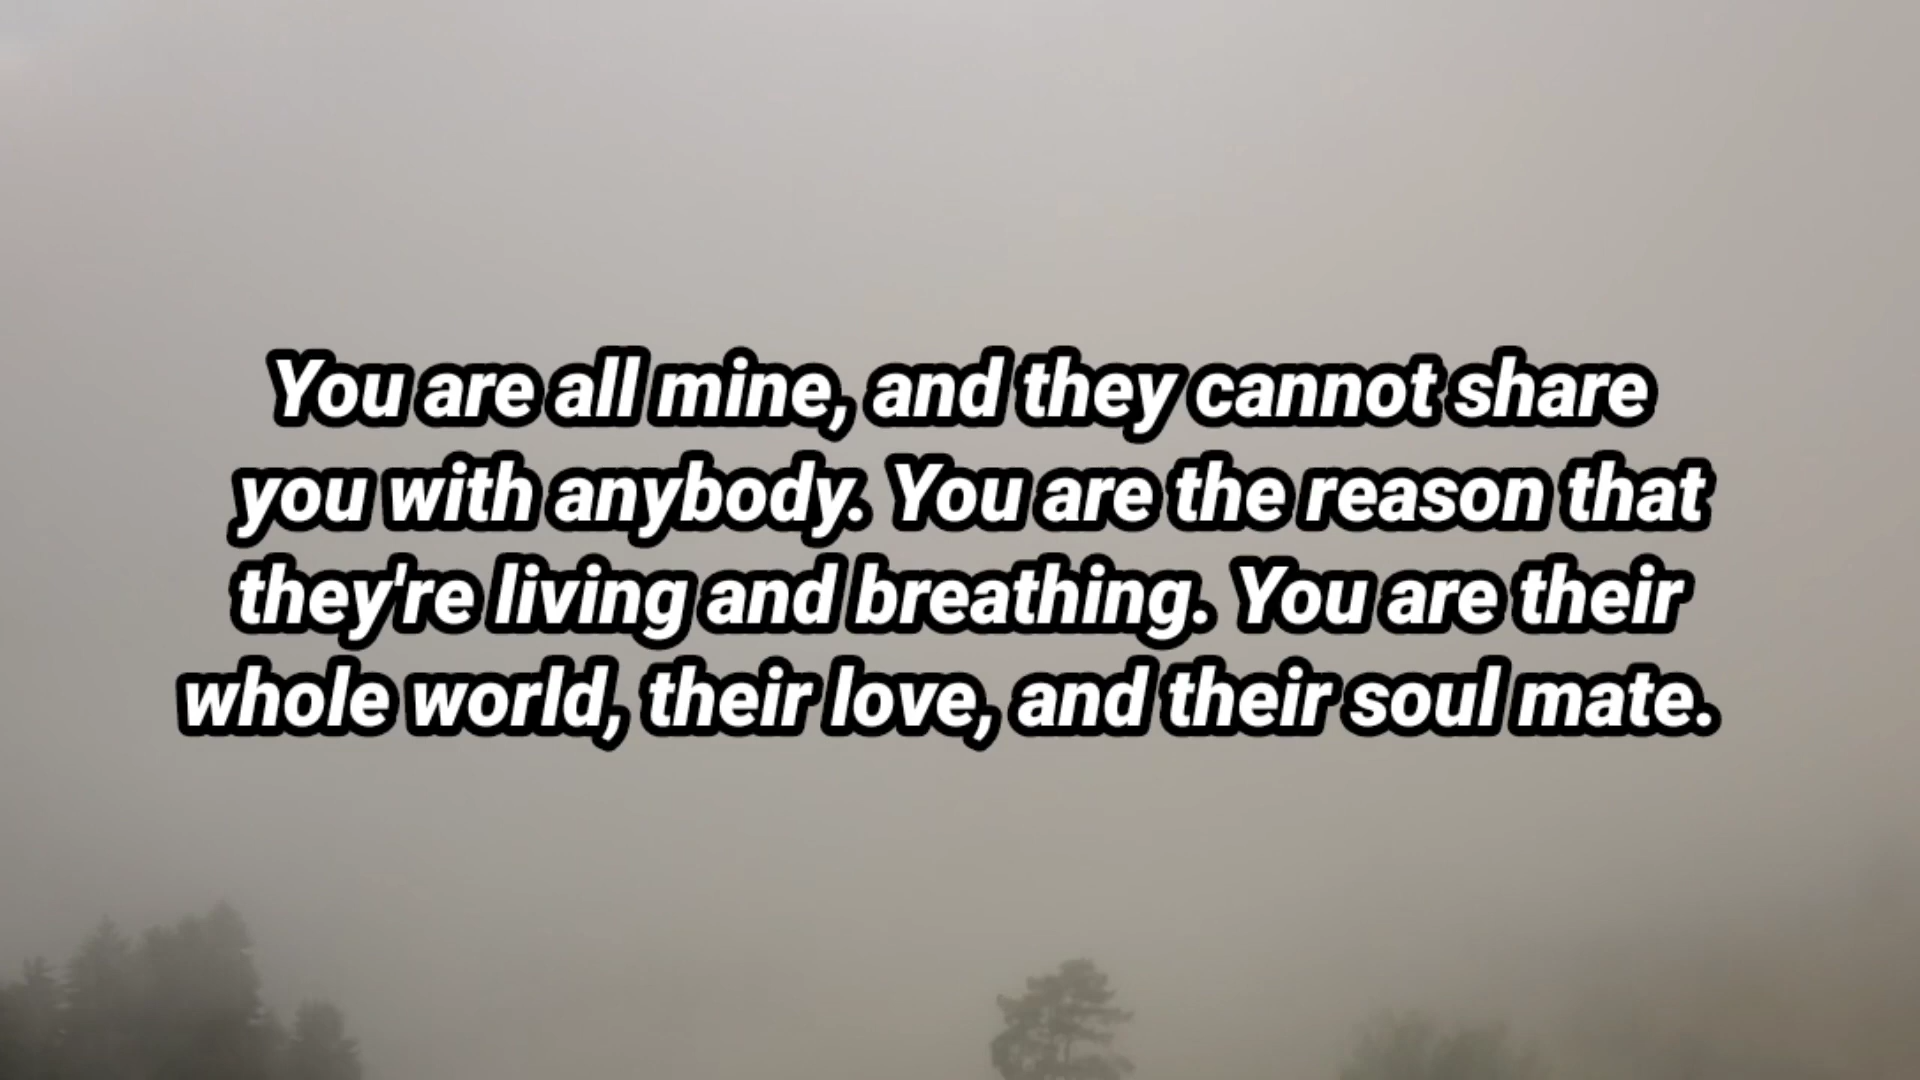 You are all mine, and they cannot share
you with anybody. You are the reason that
they're living and breathing. You are their
whole world, their love, and their soul mate.